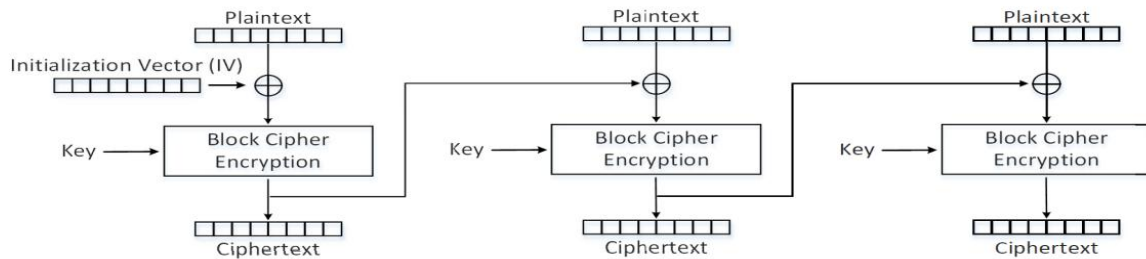 Plaintext
Plaintext
Plaintext
Initialization Vector (IV)
Key
Block Cipher
Encryption
Key
Block Cipher
Encryption
Key
Block Cipher
Encryption
Ciphertext
Ciphertext
Ciphertext